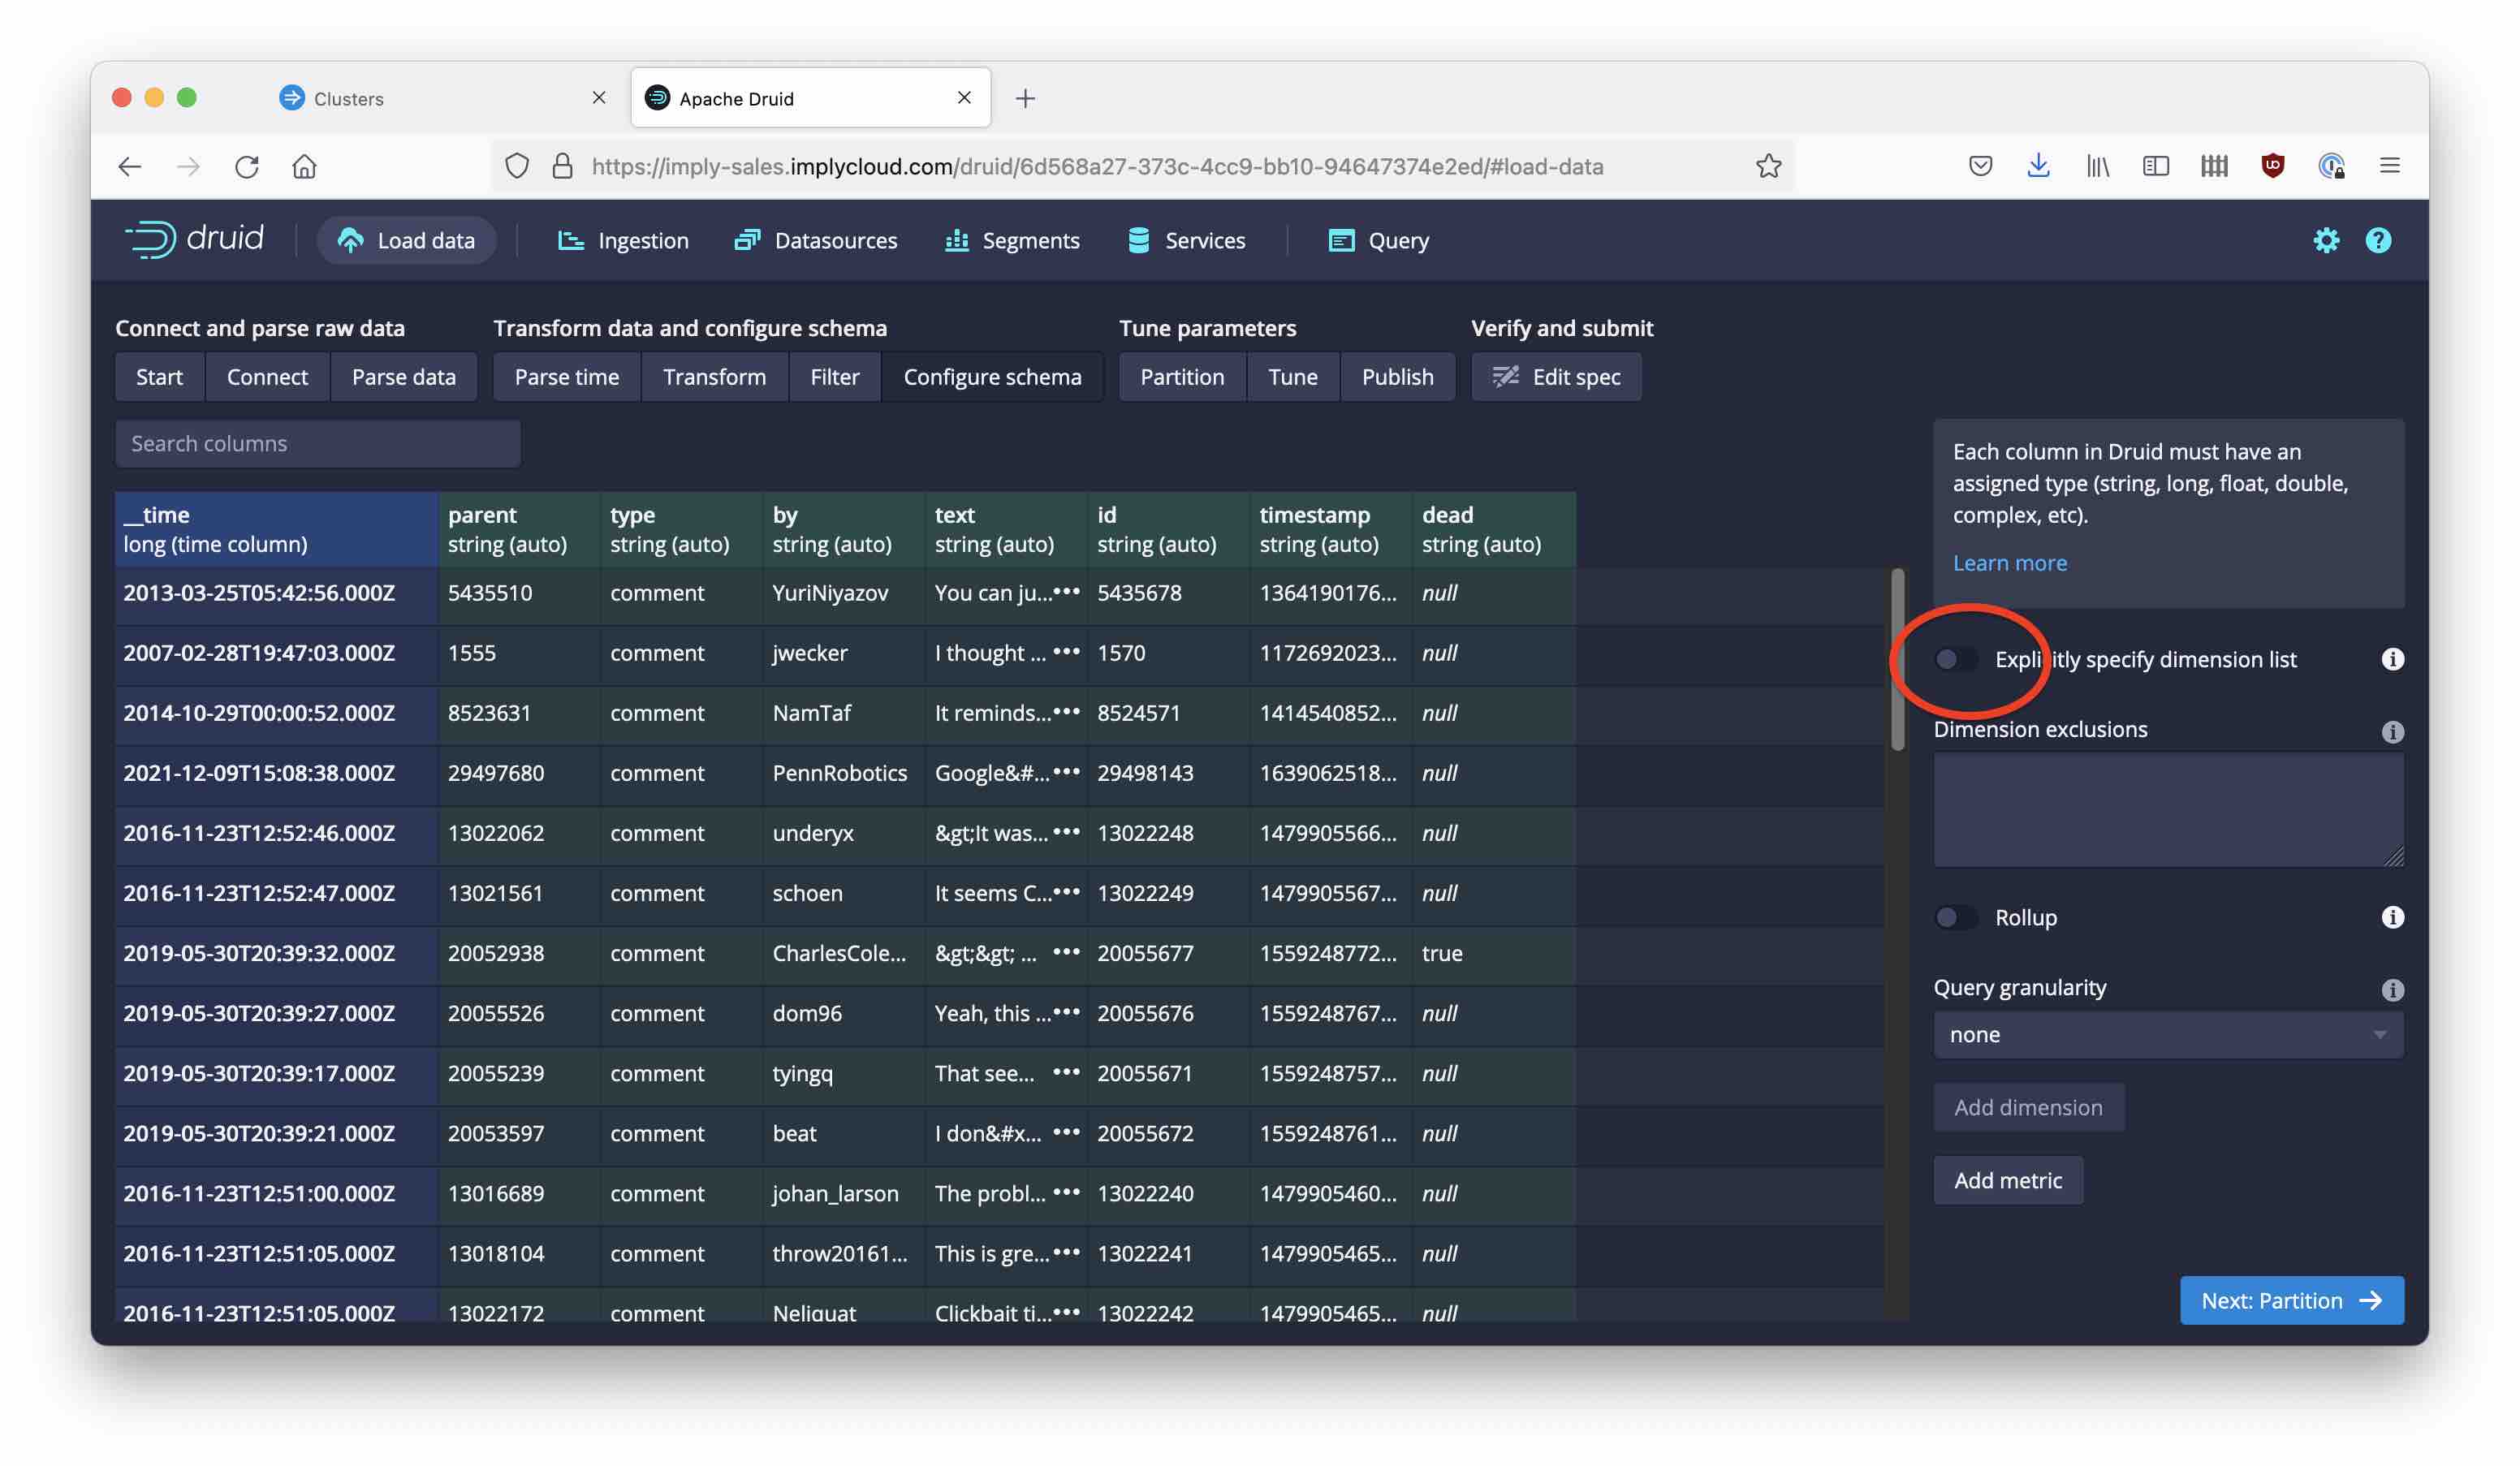 Clusters
Apache Druid
https://imply-sales.implycloud.com/druid/6d568a27-373c-4cc9-bb10-94647374e2ed/#load-data
druid Load data Ingestion Datasources Segments Services Query
Connect and parse raw data Transform data and configure schema Tune parameters Verify and submit
Start Connect Parse data Parse time Transform Filter Configure schema Partition Tune Publish Edit spec
Search columns
__time parent type by text id timestamp dead
long (time column) string (auto) string (auto) string (auto) string (auto) string (auto) string (auto) string (auto)
2013-03-25T05:42:56.000Z 5435510 comment YuriNiyazov You can ju...••• 5435678 1364190176... null
2007-02-28T19:47:03.000Z 1555 comment jwecker I thought ... ••• 1570 1172692023... null
2014-10-29T00:00:52.000Z 8523631 comment NamTaf It reminds...••• 8524571 1414540852... null
2021-12-09T15:08:38.000Z 29497680 comment PennRobotics Google&#...••• 29498143 1639062518... null
2016-11-23T12:52:46.000Z 13022062 comment underyx &gt;It was...••• 13022248 1479905566... null
2016-11-23T12:52:47.000Z 13021561 comment schoen It seems C...••• 13022249 1479905567... null
2019-05-30T20:39:32.000Z 20052938 comment CharlesCole... &gt;&gt; ... ••• 20055677 1559248772... true
2019-05-30T20:39:27.000Z 20055526 comment dom96 Yeah, this ...••• 20055676 1559248767... null
2019-05-30T20:39:17.000Z 20055239 comment tyingq That see... ••• 20055671 1559248757... null
2019-05-30T20:39:21.000Z 20053597 comment beat I don&#x... ••• 20055672 1559248761... null
2016-11-23T12:51:00.000Z 13016689 comment johan_larson The probl... ••• 13022240 1479905460... null
2016-11-23T12:51:05.000Z 13018104 comment throw20161... This is gre...••• 13022241 1479905465... null
2016-11-23T12:51:05.000Z 13022172 comment Neliquat Clickbait ti...••• 13022242 1479905465... null
Each column in Druid must have an
assigned type (string, long, float, double,
complex, etc).
Learn more
Explicitly specify dimension list
Dimension exclusions
Rollup
Query granularity
none
Add dimension
Add metric
Next: Partition